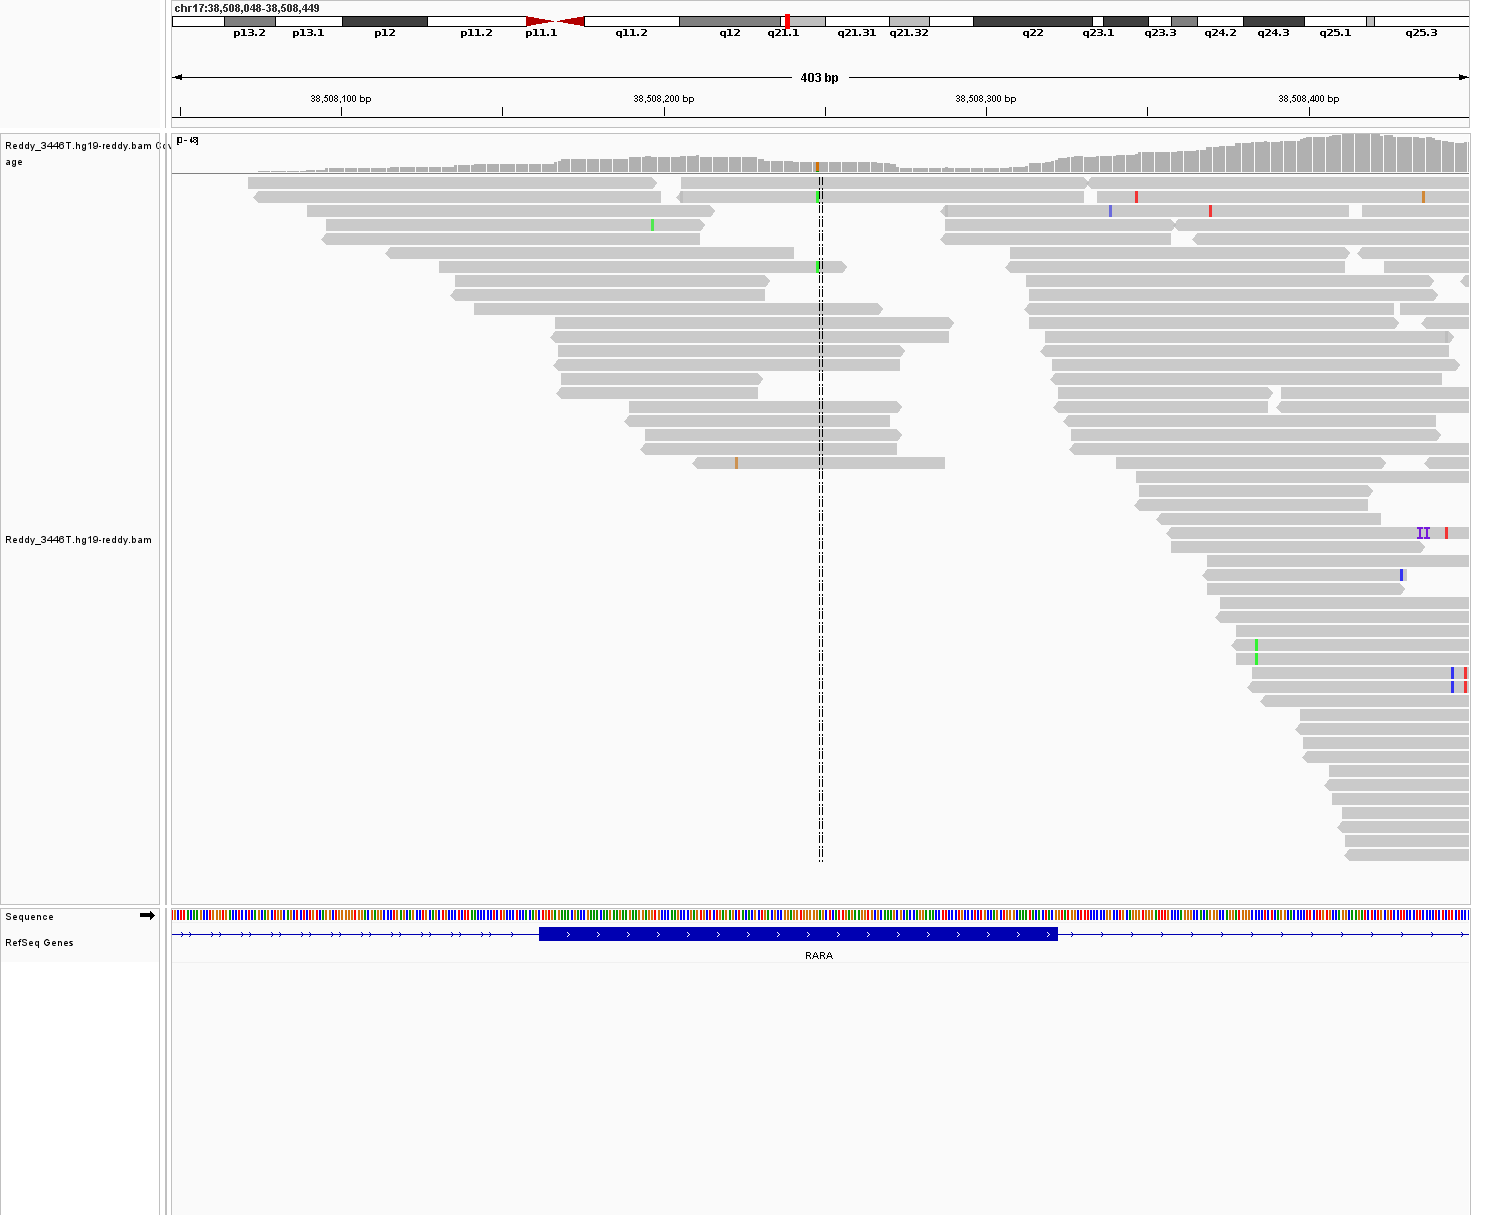 chr17:38,508,048-38,508,449
p13.2 p13.1 p12 p11.2 p11.1 q11.2 q12 q21.1 q21.31 q21.32 q22 q23.1 q23.3 q24.2 q24.3 q25.1 q25.3
403 bp
38,508,100 bp 38,508,200 bp 38,508,300 bp 38,508,400 bp
Reddy_3446T.hg19-reddy.bam Cov
age
Reddy_3446T.hg19-reddy.bam
Sequence
RefSeq Genes
RARA